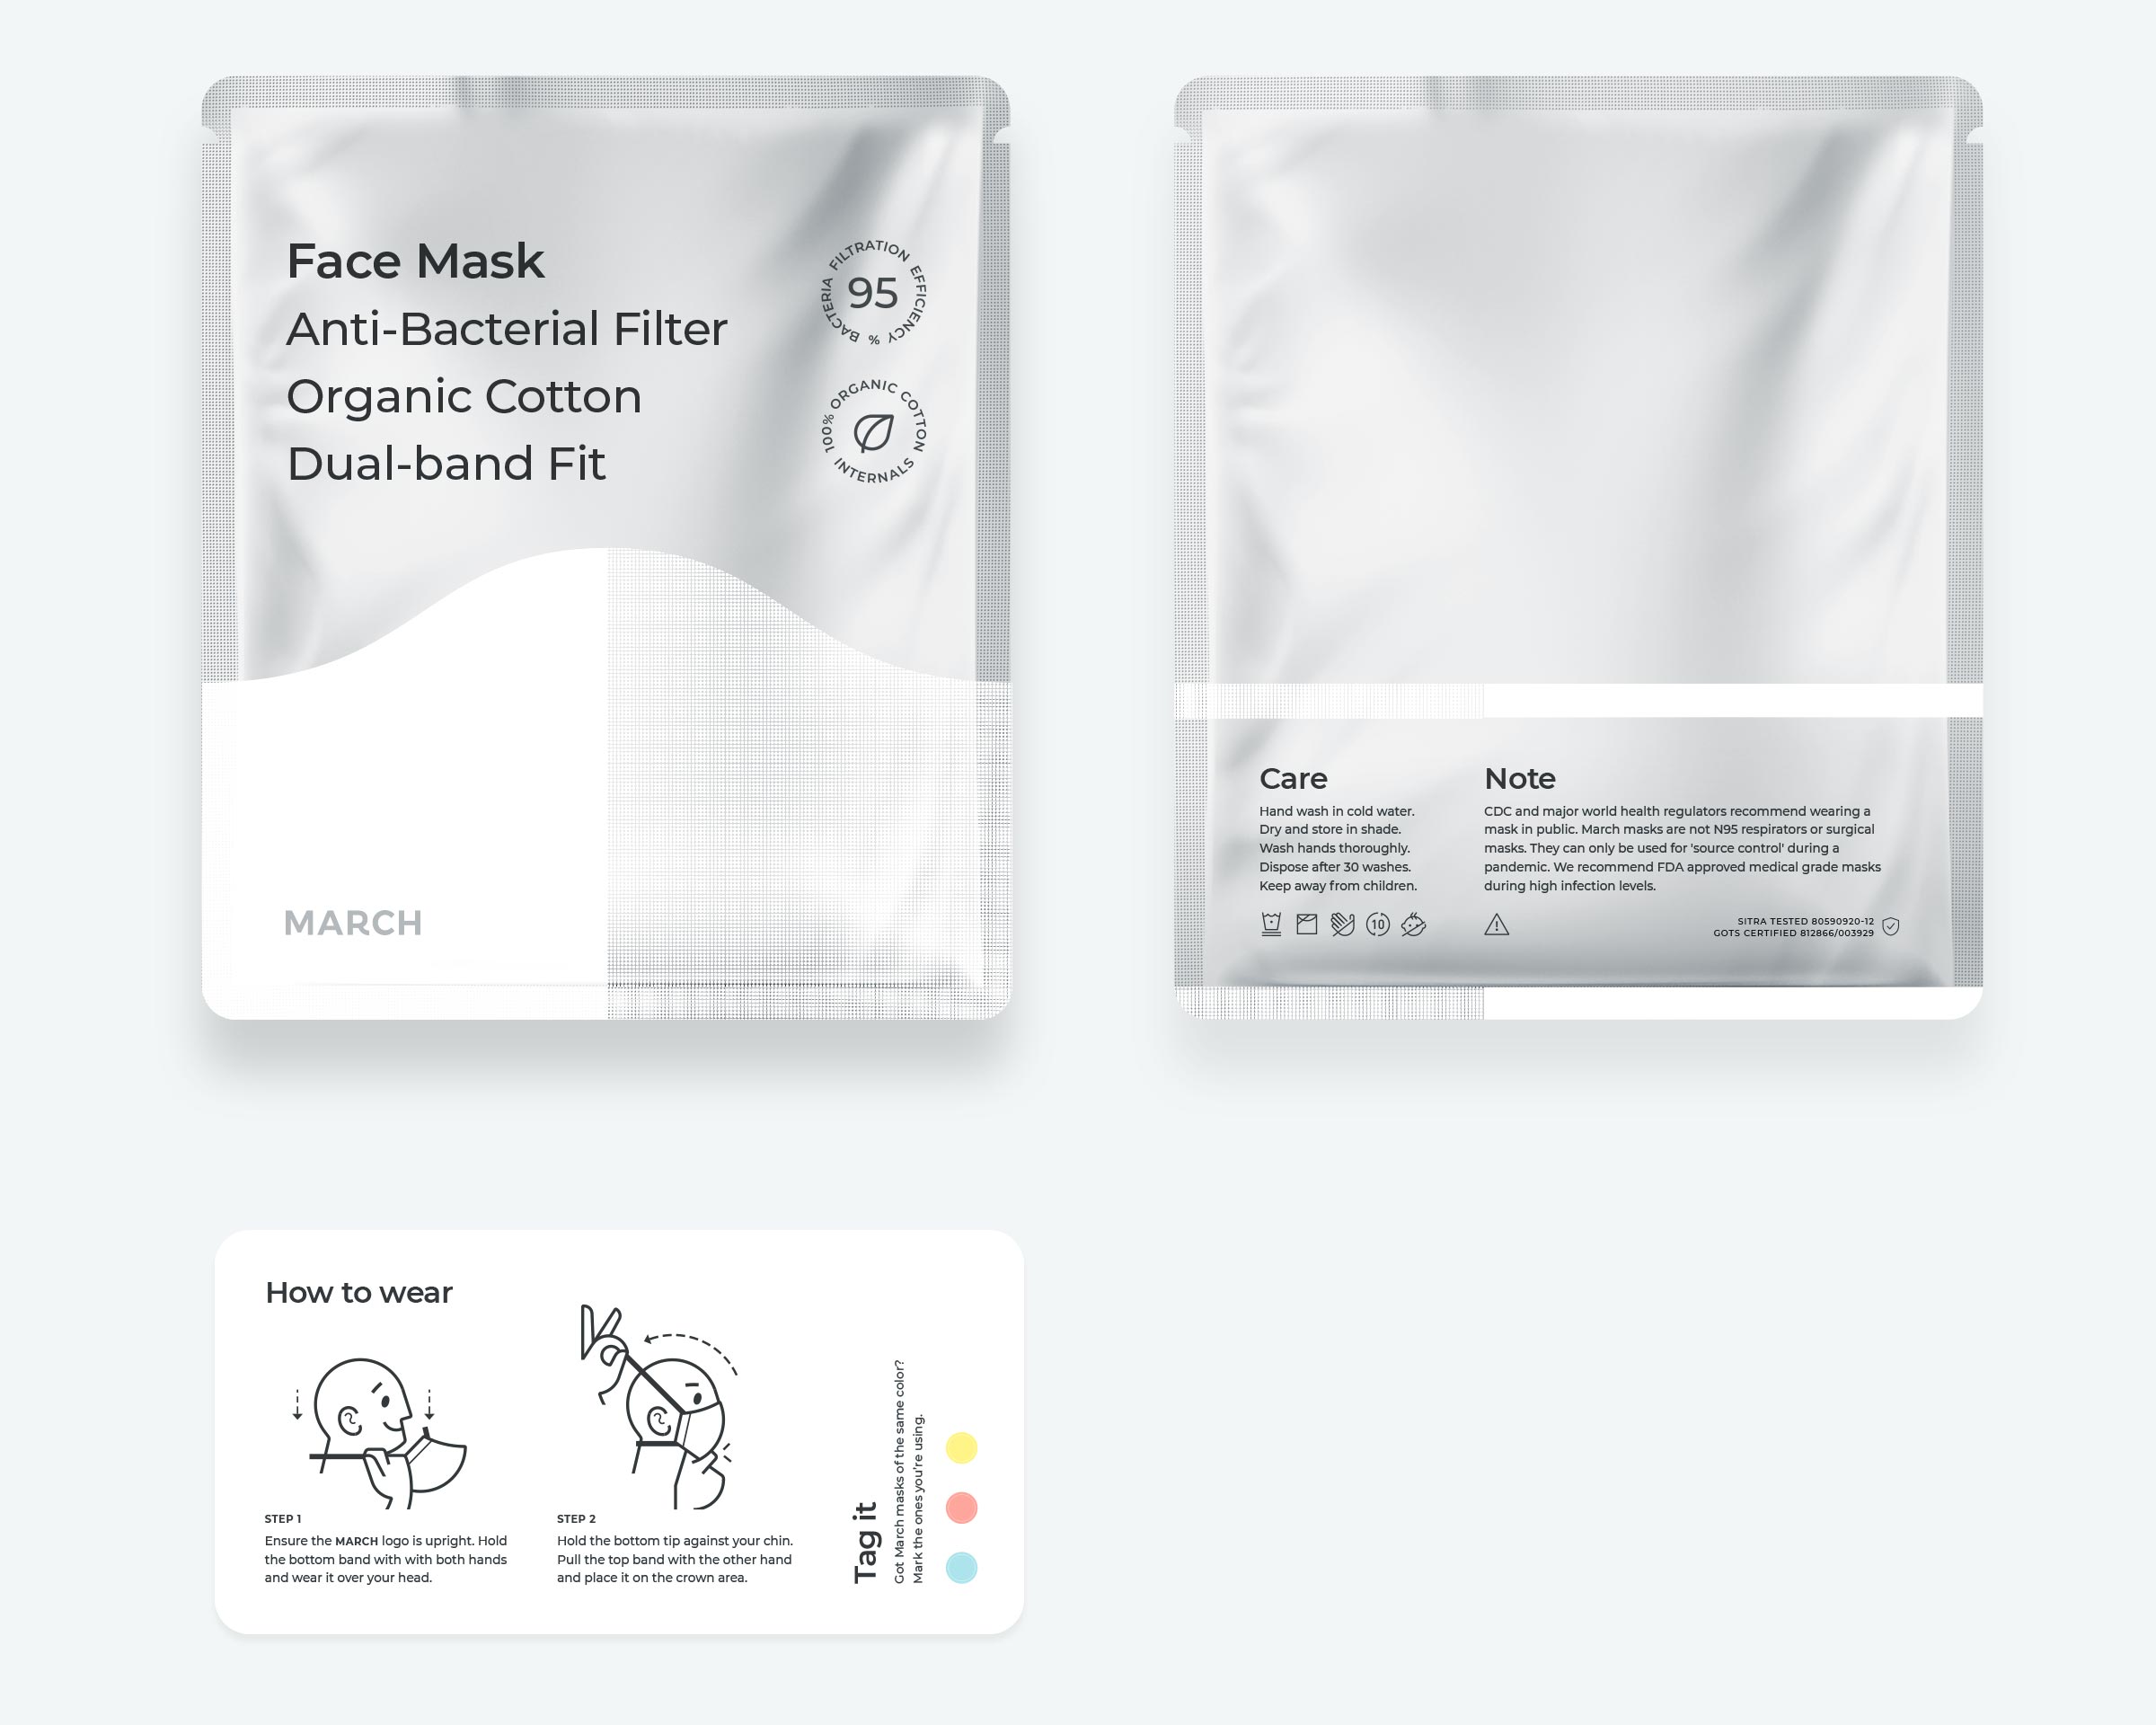 Face Mask
Anti-Bacterial Filter
Organic Cotton
Dual-band Fit
BACTERIA FILTRATION EFFICIENCY %
95
100% ORGANIC COTTON INTERNALS
MARCH
Care
Hand wash in cold water.
Dry and store in shade.
Wash hands thoroughly.
Dispose after 30 washes.
Keep away from children.
10
Note
CDC and major world health regulators recommend wearing a
mask in public. March masks are not N95 respirators or surgical
masks. They can only be used for 'source control' during a
pandemic. We recommend FDA approved medical grade masks
during high infection levels.
SITRA TESTED 80590920-12
GOTS CERTIFIED 812866/003929
How to wear
STEP 1
Ensure the MARCH logo is upright. Hold
the bottom band with with both hands
and wear it over your head.
STEP 2
Hold the bottom tip against your chin.
Pull the top band with the other hand
and place it on the crown area.
Tag it
Got March masks of the same color?
Mark the ones you're using.